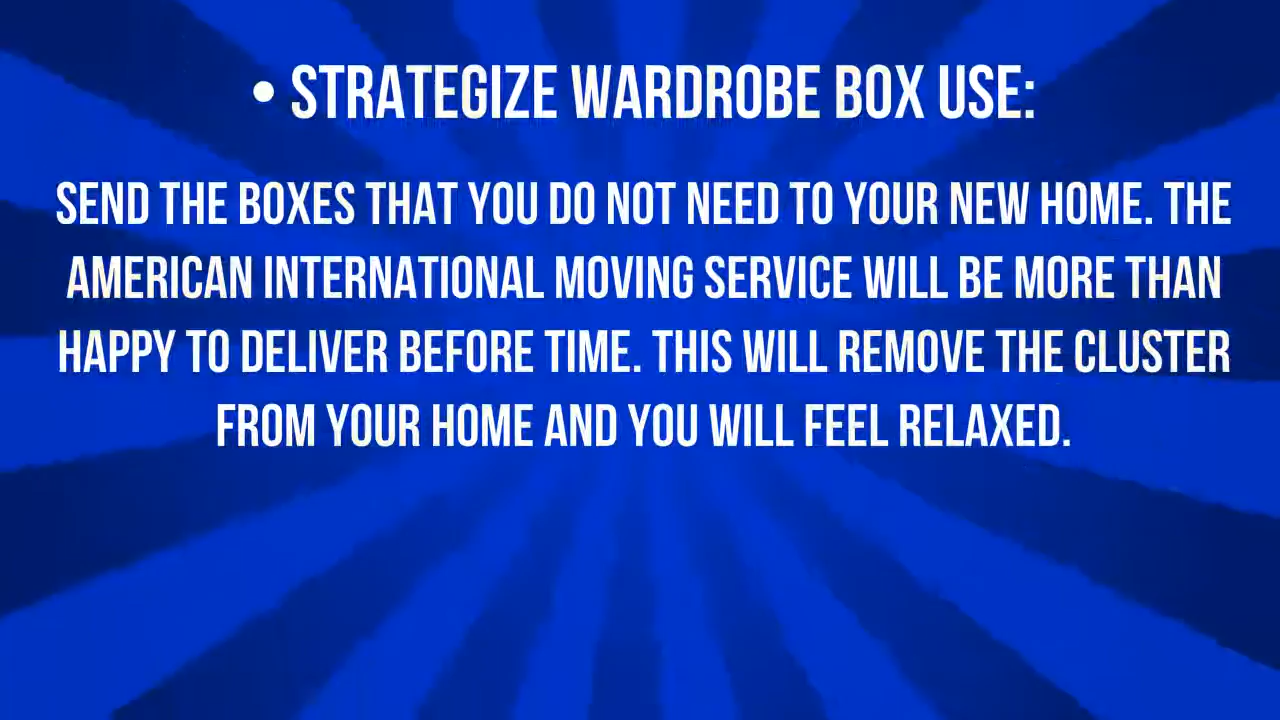 • STRATEGIZE WARDROBE BOX USE:
SEND THE BOXES THAT YOU DO NOT NEED TO YOUR NEW HOME. THE
AMERICAN INTERNATIONAL MOVING SERVICE WILL BE MORE THAN
HAPPY TO DELIVER BEFORE TIME. THIS WILL REMOVE THE CLUSTER
FROM YOUR HOME AND YOU WILL FEEL RELAXED.